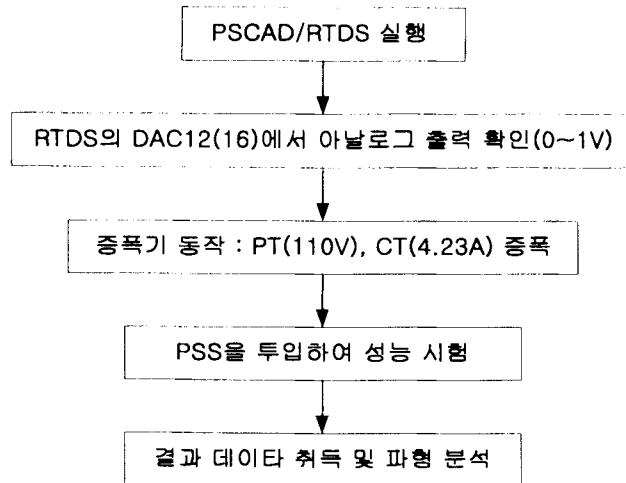 PSCAD/RTDS 실행
RTDS의 DAC12(16)에서 아날로그 출력 확인(0~1V)
증폭기 동작 : PT(110V), CT(4.23A) 증폭
PSS을 투입하여 성능 시험
결과 데이타 취득 및 파형 분석